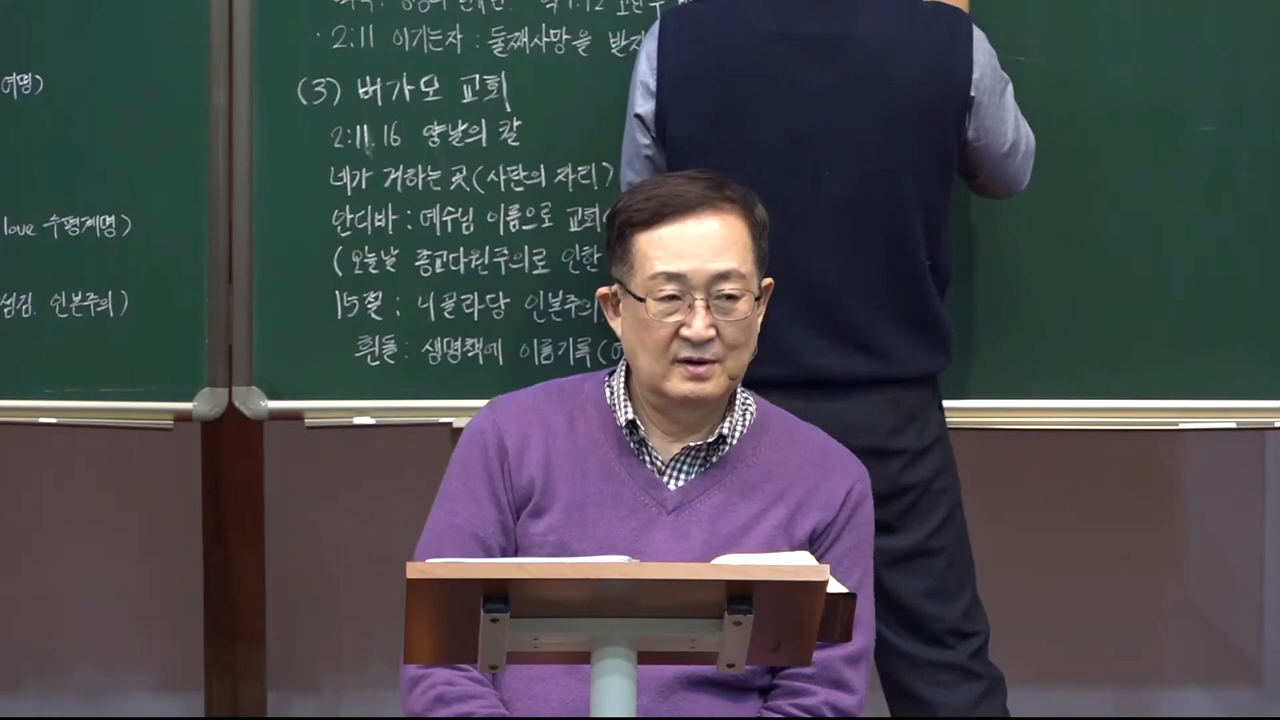 여명)
love 수평계명)
섬김. 인본주의)
· 2:11 이기는자 : 둘째사망을 받지
(3) 버가모 교회
2:11.16 양날의 칼
네가 거하는 곳(사탄의 자리)
안디바 : 예수님 이름으로 교회
(오늘날 종교다원주의로 인한
15절 : 니골라당 인본주의
흰돌 : 생명책에 이름기록(